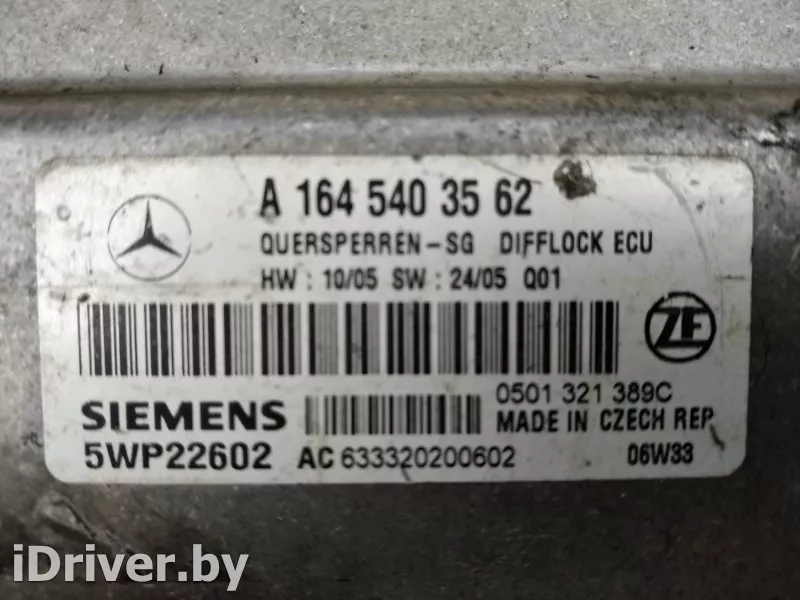 A 164 540 35 62
QUERSPERREN-SG DIFFLOCK ECU
HW : 10/05 SW : 24/05 Q01
ZF
0501 321 389C
SIEMENS
MADE IN CZECH REP.
5WP22602 AC 633320200602 06W33
iDriver.by